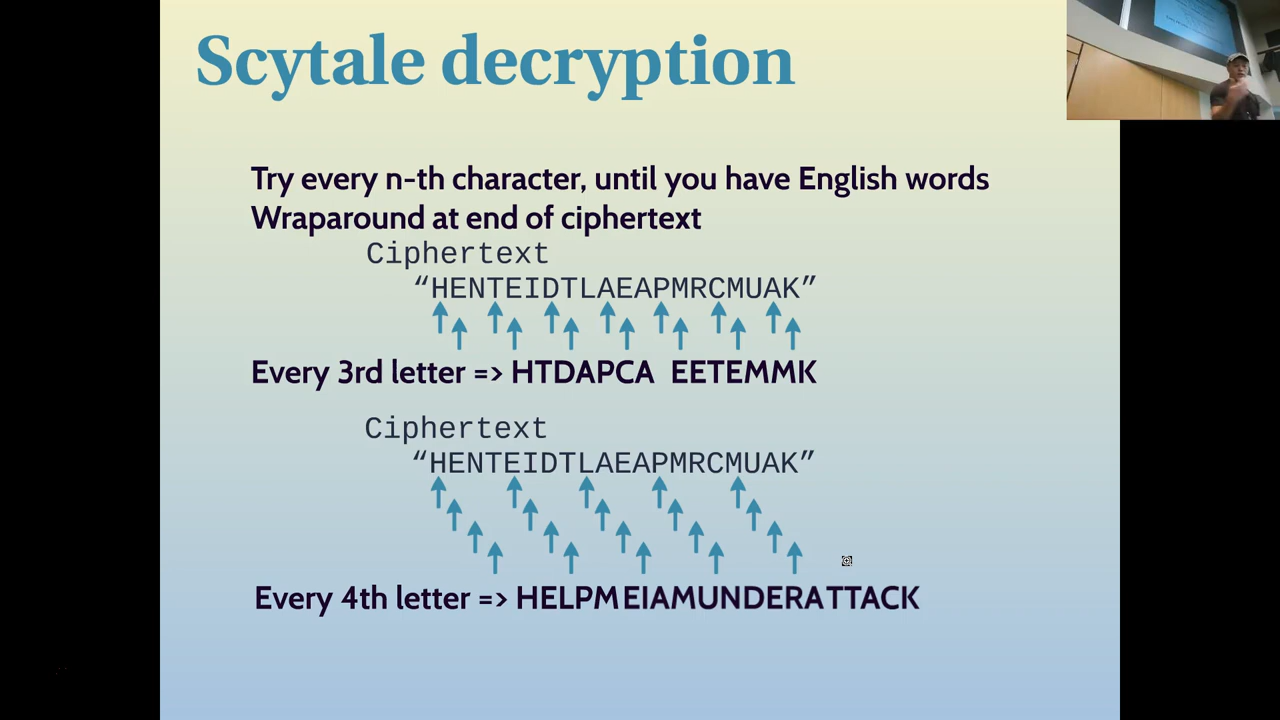 Scytale decryption
Try every n-th character, until you have English words
Wraparound at end of ciphertext
Ciphertext
“HENTEIDTLAEAPMRCMUAK”
Every 3rd letter => HTDAPCA EETEMMK
Ciphertext
“HENTEIDTLAEAPMRCMUAK”
Every 4th letter => HELPMEIAMUNDERATTACK